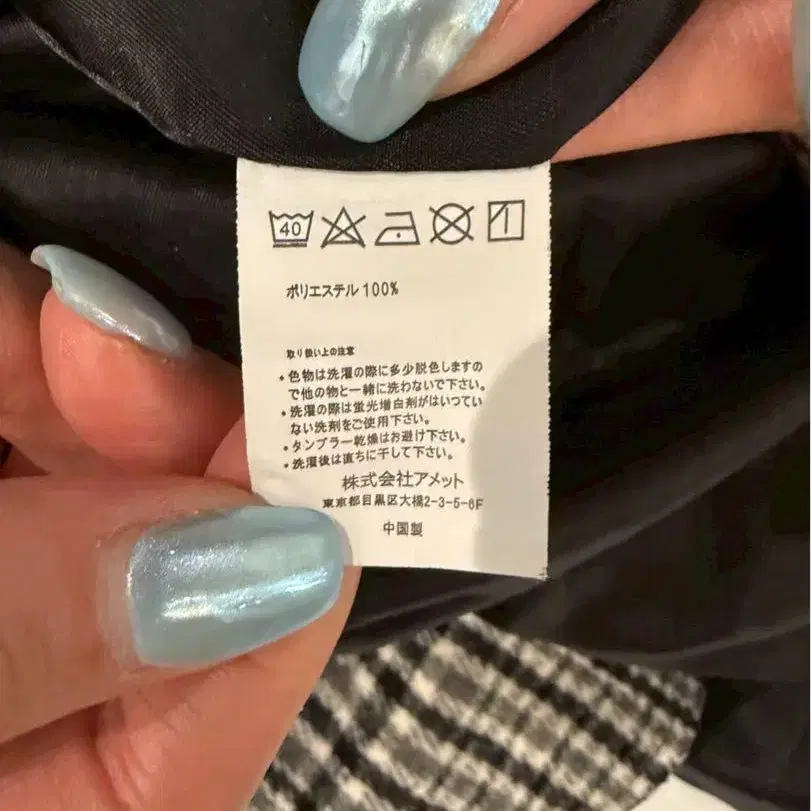 40
ポリエステル 100%
取り扱い上の注意
・色物は洗濯の際に多少脱色しますの
で他の物と一緒に洗わないで下さい。
・洗濯の際は蛍光増白剤がはいつてい
ない洗剤をご使用下さい。
・タンブラー乾燥はお避け下さい。
・洗濯後は直ちに干して下さい。
株式会社アメット
東京都目黒区大橋2-3-5-6F
中国製